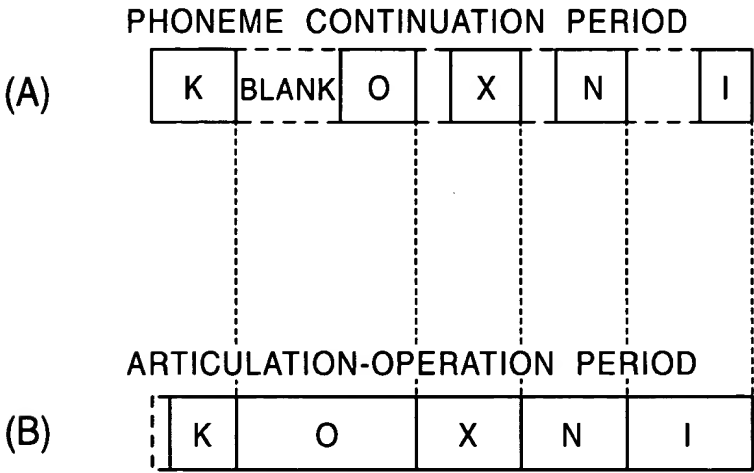 PHONEME CONTINUATION PERIOD
(A) K BLANK O X N I
ARTICULATION-OPERATION PERIOD
(B) K O X N I